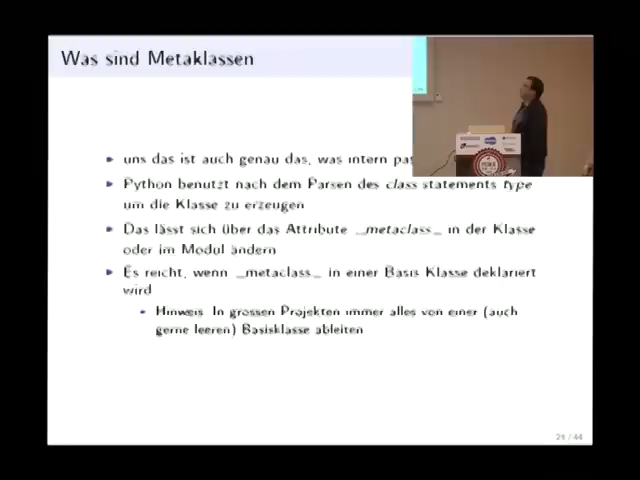 Was sind Metaklassen
uns das ist auch genau das, was intern pas
Python benutzt nach dem Parsen des class statements type
um die Klasse zu erzeugen
Das lässt sich über das Attribute __metaclass__ in der Klasse
oder im Modul ändern
Es reicht, wenn __metaclass__ in einer Basis Klasse deklariert
wird
Hinweis In grossen Projekten immer alles von einer (auch
gerne leeren) Basisklasse ableiten
/ 44